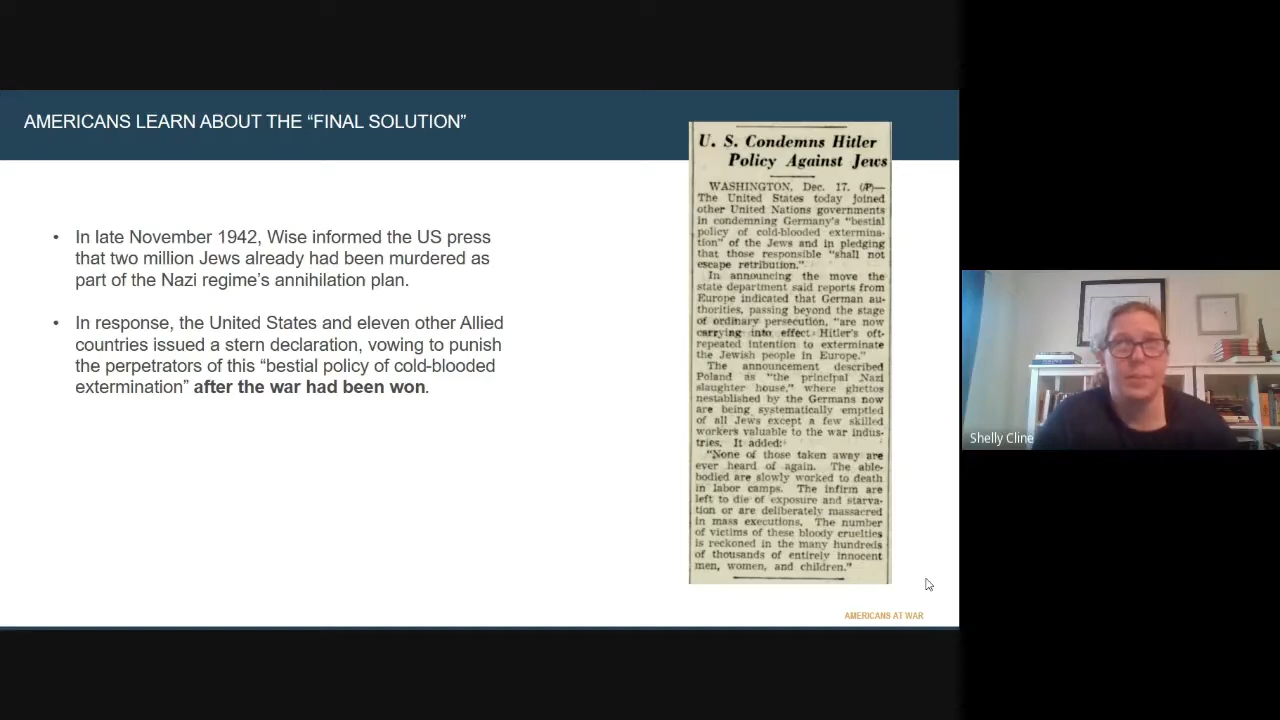 AMERICANS LEARN ABOUT THE “FINAL SOLUTION”
• In late November 1942, Wise informed the US press
that two million Jews already had been murdered as
part of the Nazi regime’s annihilation plan.
• In response, the United States and eleven other Allied
countries issued a stern declaration, vowing to punish
the perpetrators of this “bestial policy of cold-blooded
extermination” after the war had been won.
U. S. Condemns Hitler
Policy Against Jews
WASHINGTON, Dec. 17. (AP)—
The United States today joined
other United Nations governments
in condemning Germany's "bestial
policy of cold-blooded extermina-
tion" of the Jews and in pledging
that those responsible "shall not
escape retribution."
In announcing the move the
state department said reports from
Europe indicated that German au-
thorities, passing beyond the stage
of ordinary persecution, "are now
carrying into effect Hitler's oft-
repeated intention to exterminate
the Jewish people in Europe."
The announcement described
Poland as "the principal Nazi
slaughter house," where ghettos
nestablished by the Germans now
are being systematically emptied
of all Jews except a few skilled
workers valuable to the war indus-
tries. It added:
"None of those taken away are
ever heard of again. The able-
bodied are slowly worked to death
in labor camps. The infirm are
left to die of exposure and starva-
tion or are deliberately massacred
in mass executions. The number
of victims of these bloody cruelties
is reckoned in the many hundreds
of thousands of entirely innocent
men, women, and children."
AMERICANS AT WAR
Shelly Cline